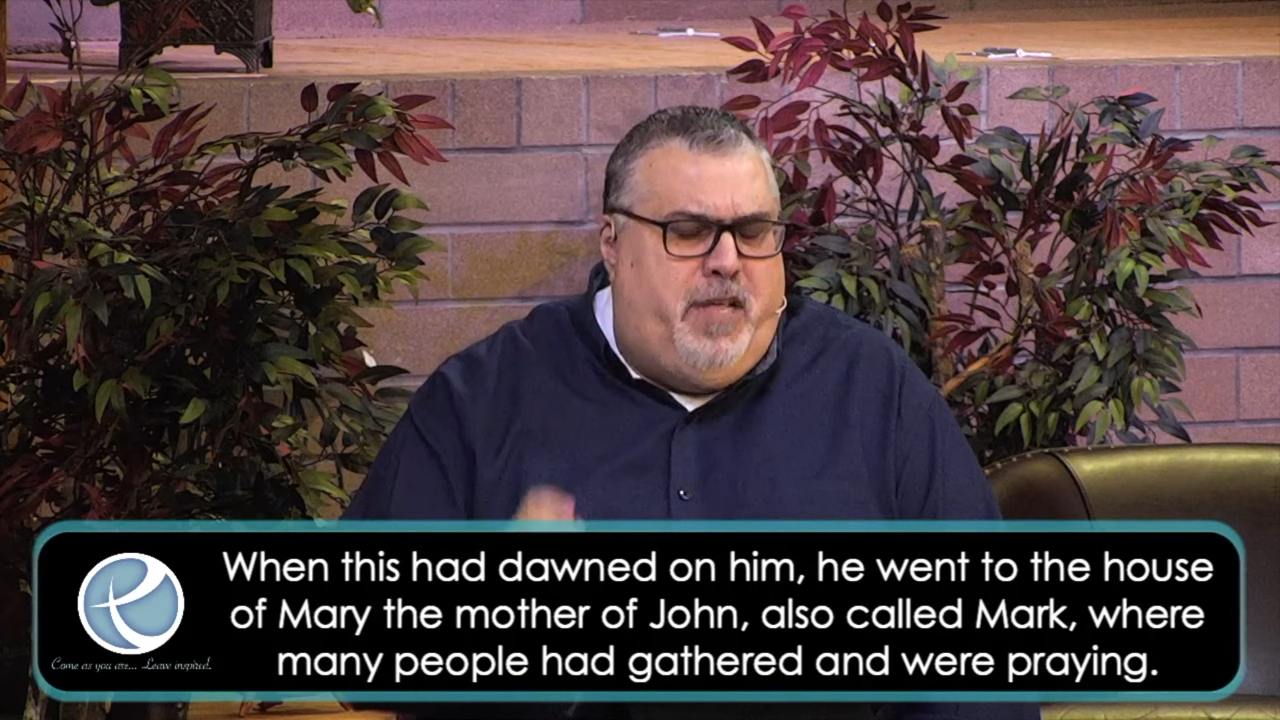 When this had dawned on him, he went to the house
of Mary the mother of John, also called Mark, where
many people had gathered and were praying.
Come as you are... Leave inspired.